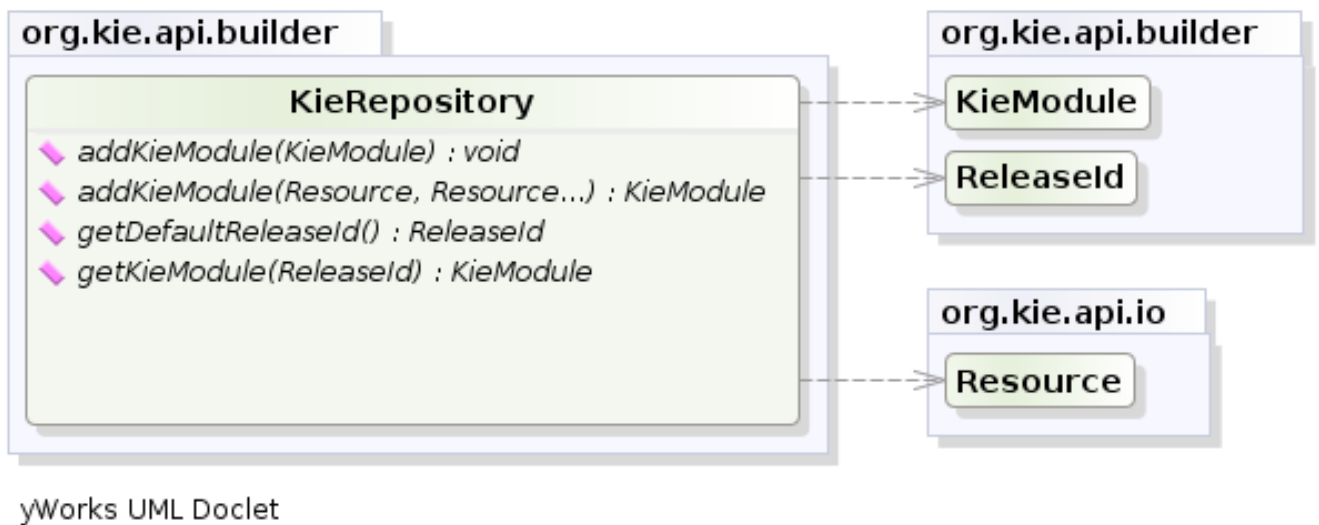 org.kie.api.builder
KieRepository
addKieModule(KieModule) : void
addKieModule(Resource, Resource...) : KieModule
getDefaultReleaseId() : ReleaseId
getKieModule(ReleaseId) : KieModule
org.kie.api.builder
KieModule
ReleaseId
org.kie.api.io
Resource
yWorks UML Doclet